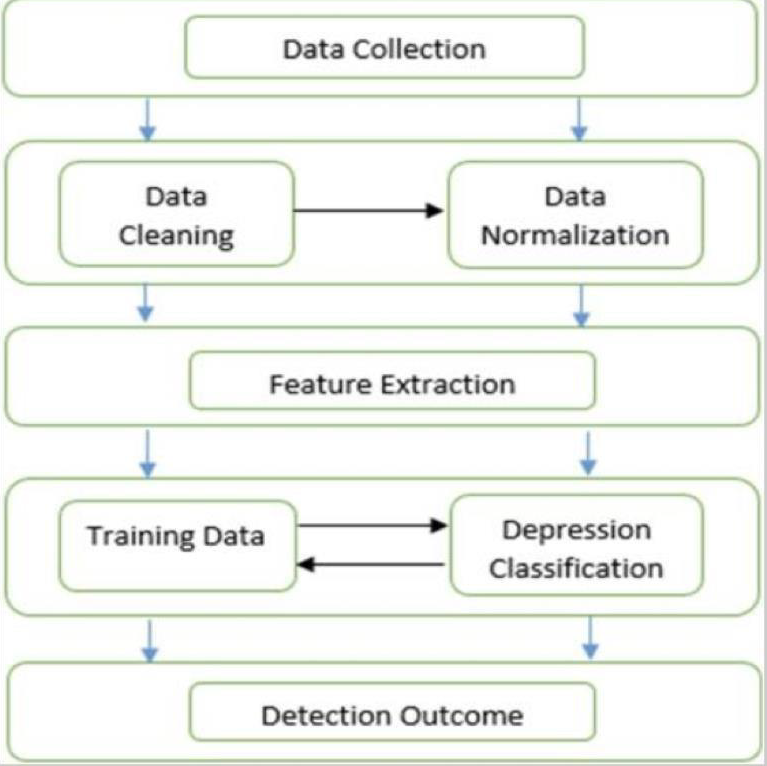 Data Collection
Data
Cleaning
Data
Normalization
Feature Extraction
Training Data
Depression
Classification
Detection Outcome